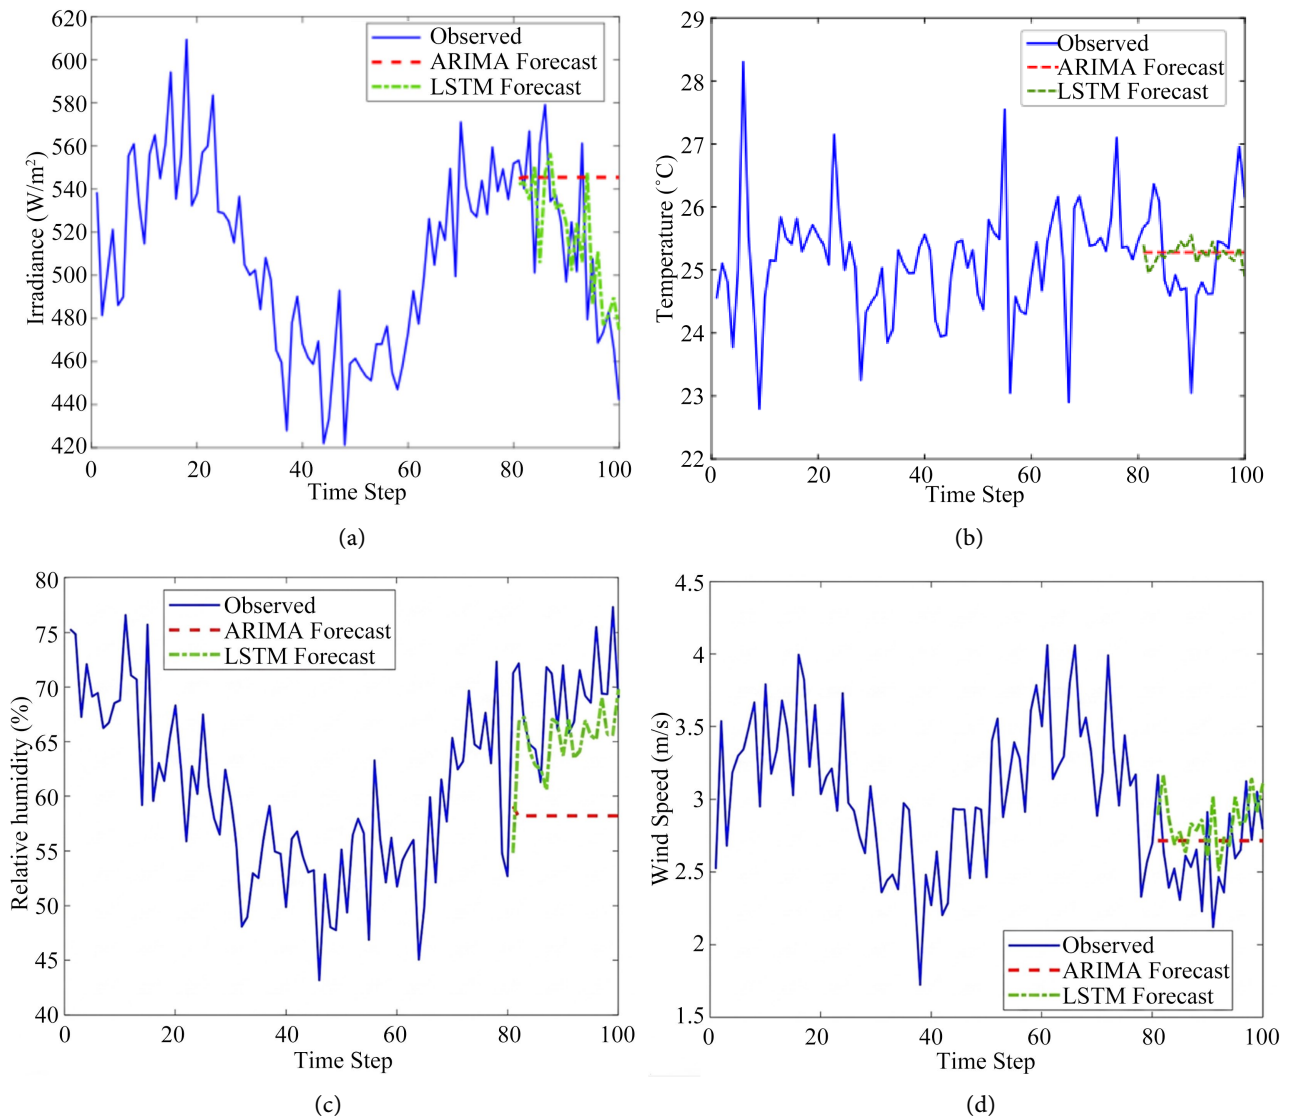 620
600
580
560
540
520
500
480
460
440
420
Irradiance (W/m²)
Observed
ARIMA Forecast
LSTM Forecast
0 20 40 60 80 100
Time Step
(a)
29
28
27
26
25
24
23
22
Temperature (˚C)
Observed
ARIMA Forecast
LSTM Forecast
0 20 40 60 80 100
Time Step
(b)
80
75
70
65
60
55
50
45
40
Relative humidity (%)
Observed
ARIMA Forecast
LSTM Forecast
0 20 40 60 80 100
Time Step
(c)
4.5
4
3.5
3
2.5
2
1.5
Wind Speed (m/s)
Observed
ARIMA Forecast
LSTM Forecast
0 20 40 60 80 100
Time Step
(d)